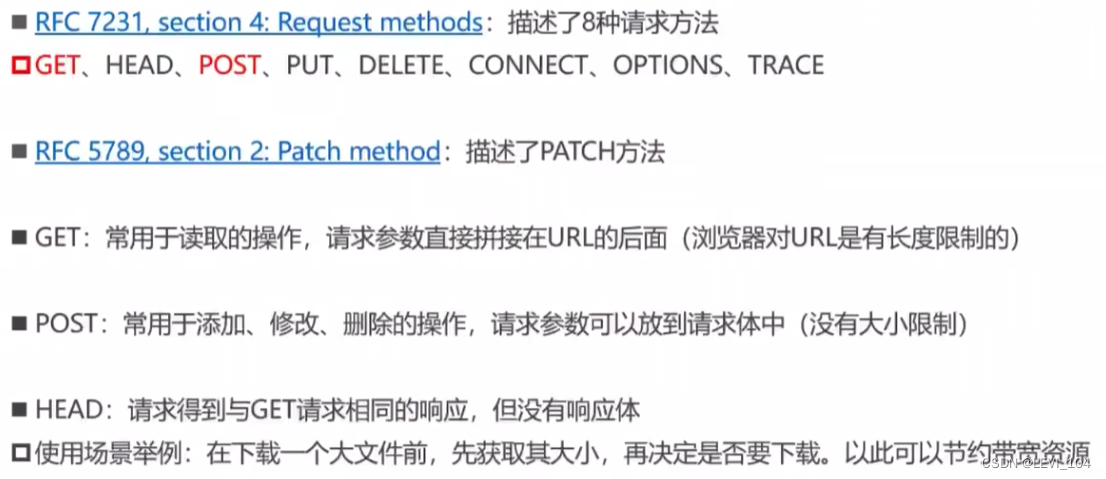 ■ RFC 7231, section 4: Request methods：描述了8种请求方法
GET、HEAD、POST、PUT、DELETE、CONNECT、OPTIONS、TRACE
■ RFC 5789, section 2: Patch method：描述了PATCH方法
■ GET：常用于读取的操作，请求参数直接拼接在URL的后面（浏览器对URL是有长度限制的）
■ POST：常用于添加、修改、删除的操作，请求参数可以放到请求体中（没有大小限制）
■ HEAD：请求得到与GET请求相同的响应，但没有响应体
使用场景举例：在下载一个大文件前，先获取其大小，再决定是否要下载。以此可以节约带宽资源
CSDN @LEVI_104